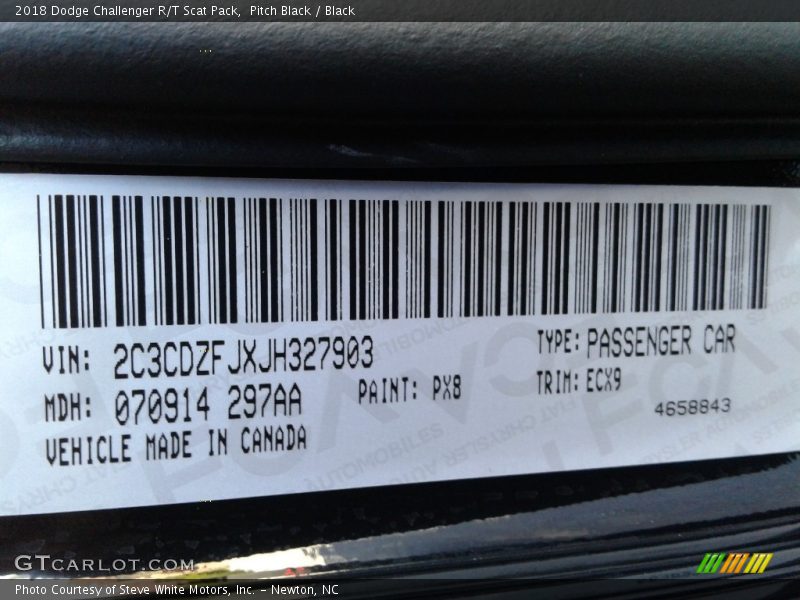 2018 Dodge Challenger R/T Scat Pack, Pitch Black / Black
VIN: 2C3CDZFJXJH327903
TYPE: PASSENGER CAR
MDH: 070914 297AA
PAINT: PX8
TRIM: ECX9
4658843
VEHICLE MADE IN CANADA
GTCARLOT.COM
Photo Courtesy of Steve White Motors, Inc. – Newton, NC